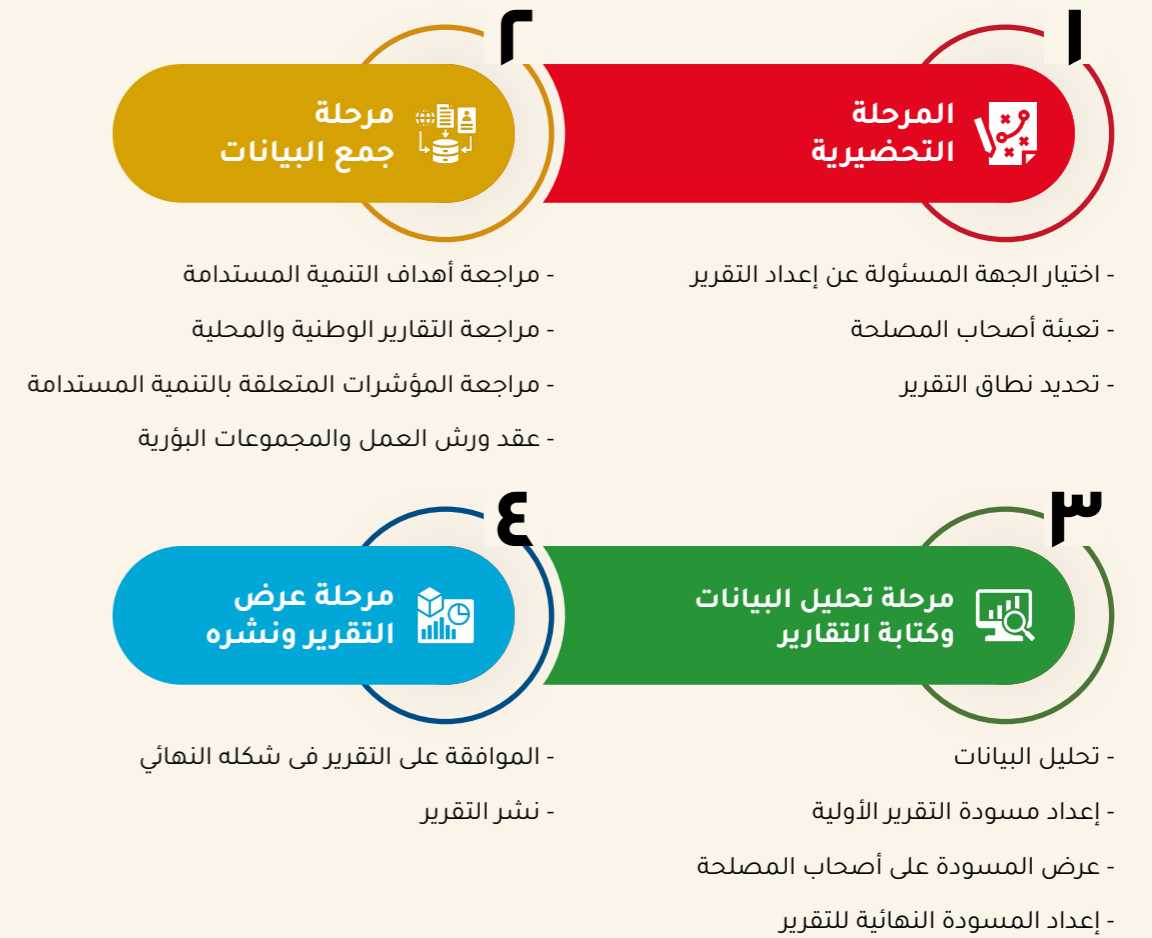 ١
المرحلة
التحضيرية
- اختيار الجهة المسئولة عن إعداد التقرير
- تعبئة أصحاب المصلحة
- تحديد نطاق التقرير
٢
مرحلة
جمع البيانات
- مراجعة أهداف التنمية المستدامة
- مراجعة التقارير الوطنية والمحلية
- مراجعة المؤشرات المتعلقة بالتنمية المستدامة
- عقد ورش العمل والمجموعات البؤرية
٣
مرحلة تحليل البيانات
وكتابة التقارير
- تحليل البيانات
- إعداد مسودة التقرير الأولية
- عرض المسودة على أصحاب المصلحة
- إعداد المسودة النهائية للتقرير
٤
مرحلة عرض
التقرير ونشره
- الموافقة على التقرير فى شكله النهائي
- نشر التقرير